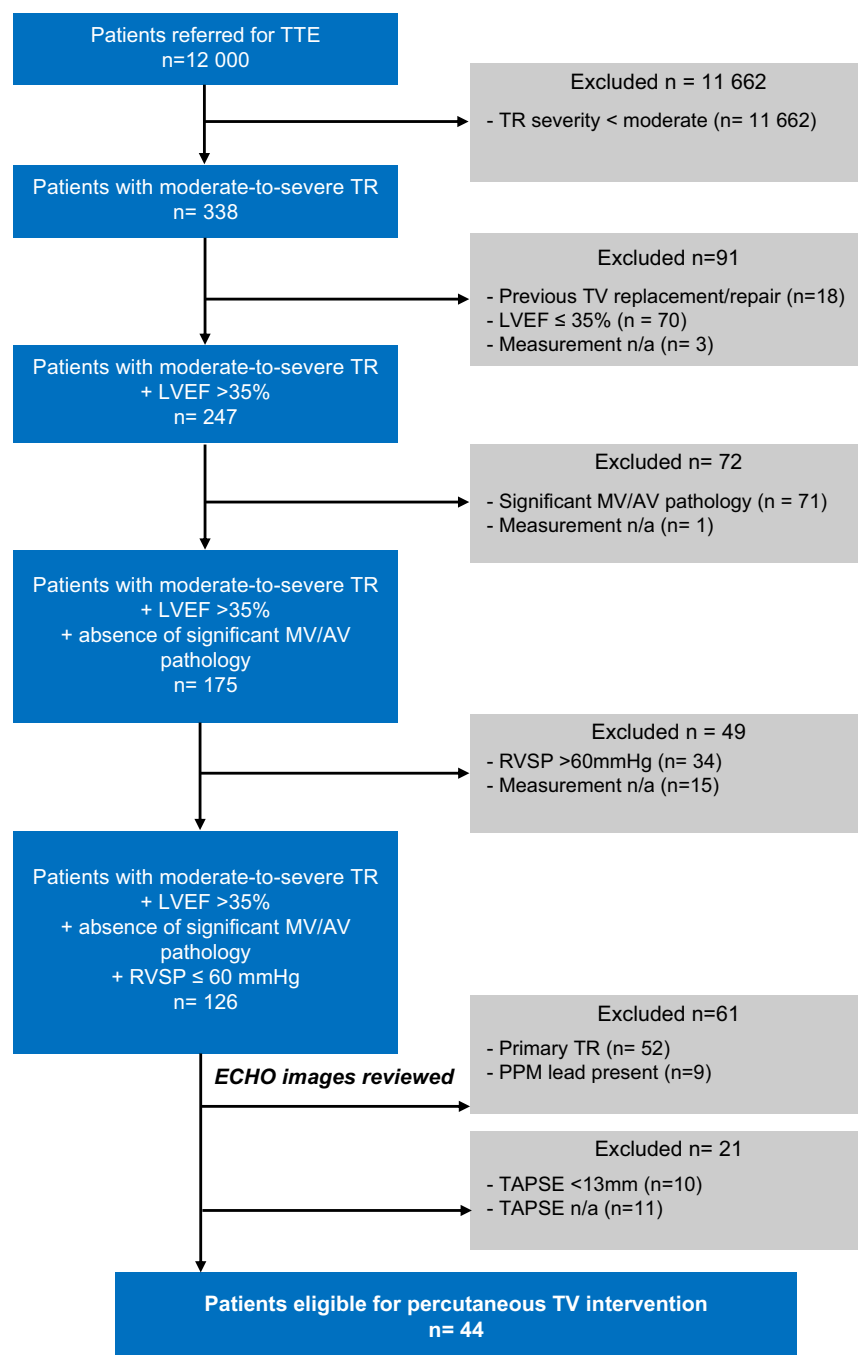 Patients referred for TTE
n=12 000
Excluded n = 11 662
- TR severity < moderate (n= 11 662)
Patients with moderate-to-severe TR
n= 338
Excluded n=91
- Previous TV replacement/repair (n=18)
- LVEF ≤ 35% (n = 70)
- Measurement n/a (n= 3)
Patients with moderate-to-severe TR
+ LVEF >35%
n= 247
Excluded n= 72
- Significant MV/AV pathology (n = 71)
- Measurement n/a (n= 1)
Patients with moderate-to-severe TR
+ LVEF >35%
+ absence of significant MV/AV
pathology
n= 175
Excluded n = 49
- RVSP >60mmHg (n= 34)
- Measurement n/a (n=15)
Patients with moderate-to-severe TR
+ LVEF >35%
+ absence of significant MV/AV
pathology
+ RVSP ≤ 60 mmHg
n= 126
Excluded n=61
- Primary TR (n= 52)
- PPM lead present (n=9)
ECHO images reviewed
Excluded n= 21
- TAPSE <13mm (n=10)
- TAPSE n/a (n=11)
Patients eligible for percutaneous TV intervention
n= 44